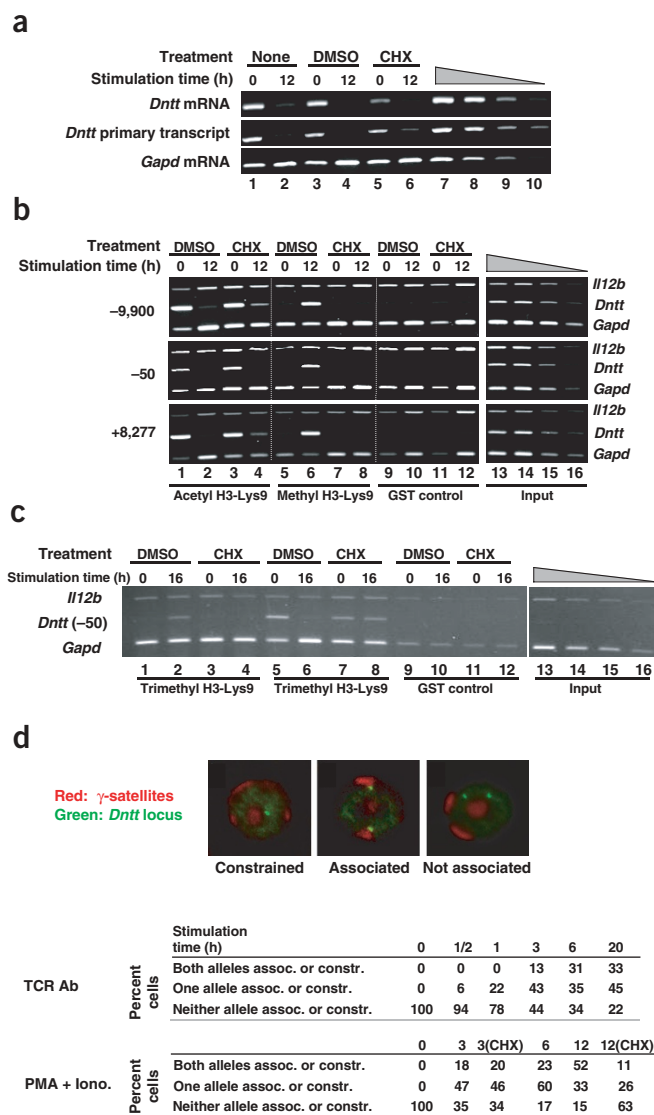 a
Treatment None DMSO CHX
Stimulation time (h) 0 12 0 12 0 12
Dntt mRNA
Dntt primary transcript
Gapd mRNA
1 2 3 4 5 6 7 8 9 10
b
Treatment DMSO CHX DMSO CHX DMSO CHX
Stimulation time (h) 0 12 0 12 0 12 0 12 0 12 0 12
–9,900 Il12b
Dntt
Gapd
–50 Il12b
Dntt
Gapd
+8,277 Il12b
Dntt
Gapd
1 2 3 4 5 6 7 8 9 10 11 12 13 14 15 16
Acetyl H3-Lys9 Methyl H3-Lys9 GST control Input
c
Treatment DMSO CHX DMSO CHX DMSO CHX
Stimulation time (h) 0 16 0 16 0 16 0 16 0 16 0 16
Il12b
Dntt (–50)
Gapd
1 2 3 4 5 6 7 8 9 10 11 12 13 14 15 16
Trimethyl H3-Lys9 Trimethyl H3-Lys9 GST control Input
d
Red: γ-satellites
Green: Dntt locus
Constrained Associated Not associated
TCR Ab
Percent cells
Stimulation
time (h) 0 1/2 1 3 6 20
Both alleles assoc. or constr. 0 0 0 13 31 33
One allele assoc. or constr. 0 6 22 43 35 45
Neither allele assoc. or constr. 100 94 78 44 34 22
PMA + Iono.
Percent cells
0 3 3(CHX) 6 12 12(CHX)
Both alleles assoc. or constr. 0 18 20 23 52 11
One allele assoc. or constr. 0 47 46 60 33 26
Neither allele assoc. or constr. 100 35 34 17 15 63